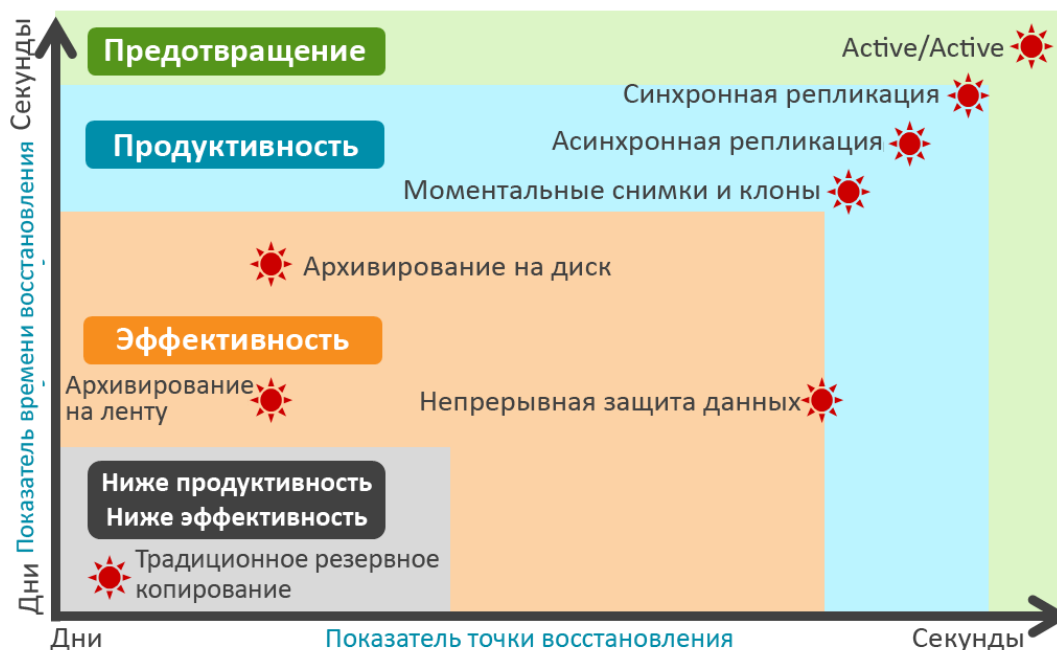 Предотвращение
Active/Active
Синхронная репликация
Продуктивность
Асинхронная репликация
Моментальные снимки и клоны
Архивирование на диск
Эффективность
Архивирование
на ленту
Непрерывная защита данных
Ниже продуктивность
Ниже эффективность
Традиционное резервное
копирование
Секунды
Показатель времени восстановления
Дни
Дни
Показатель точки восстановления
Секунды